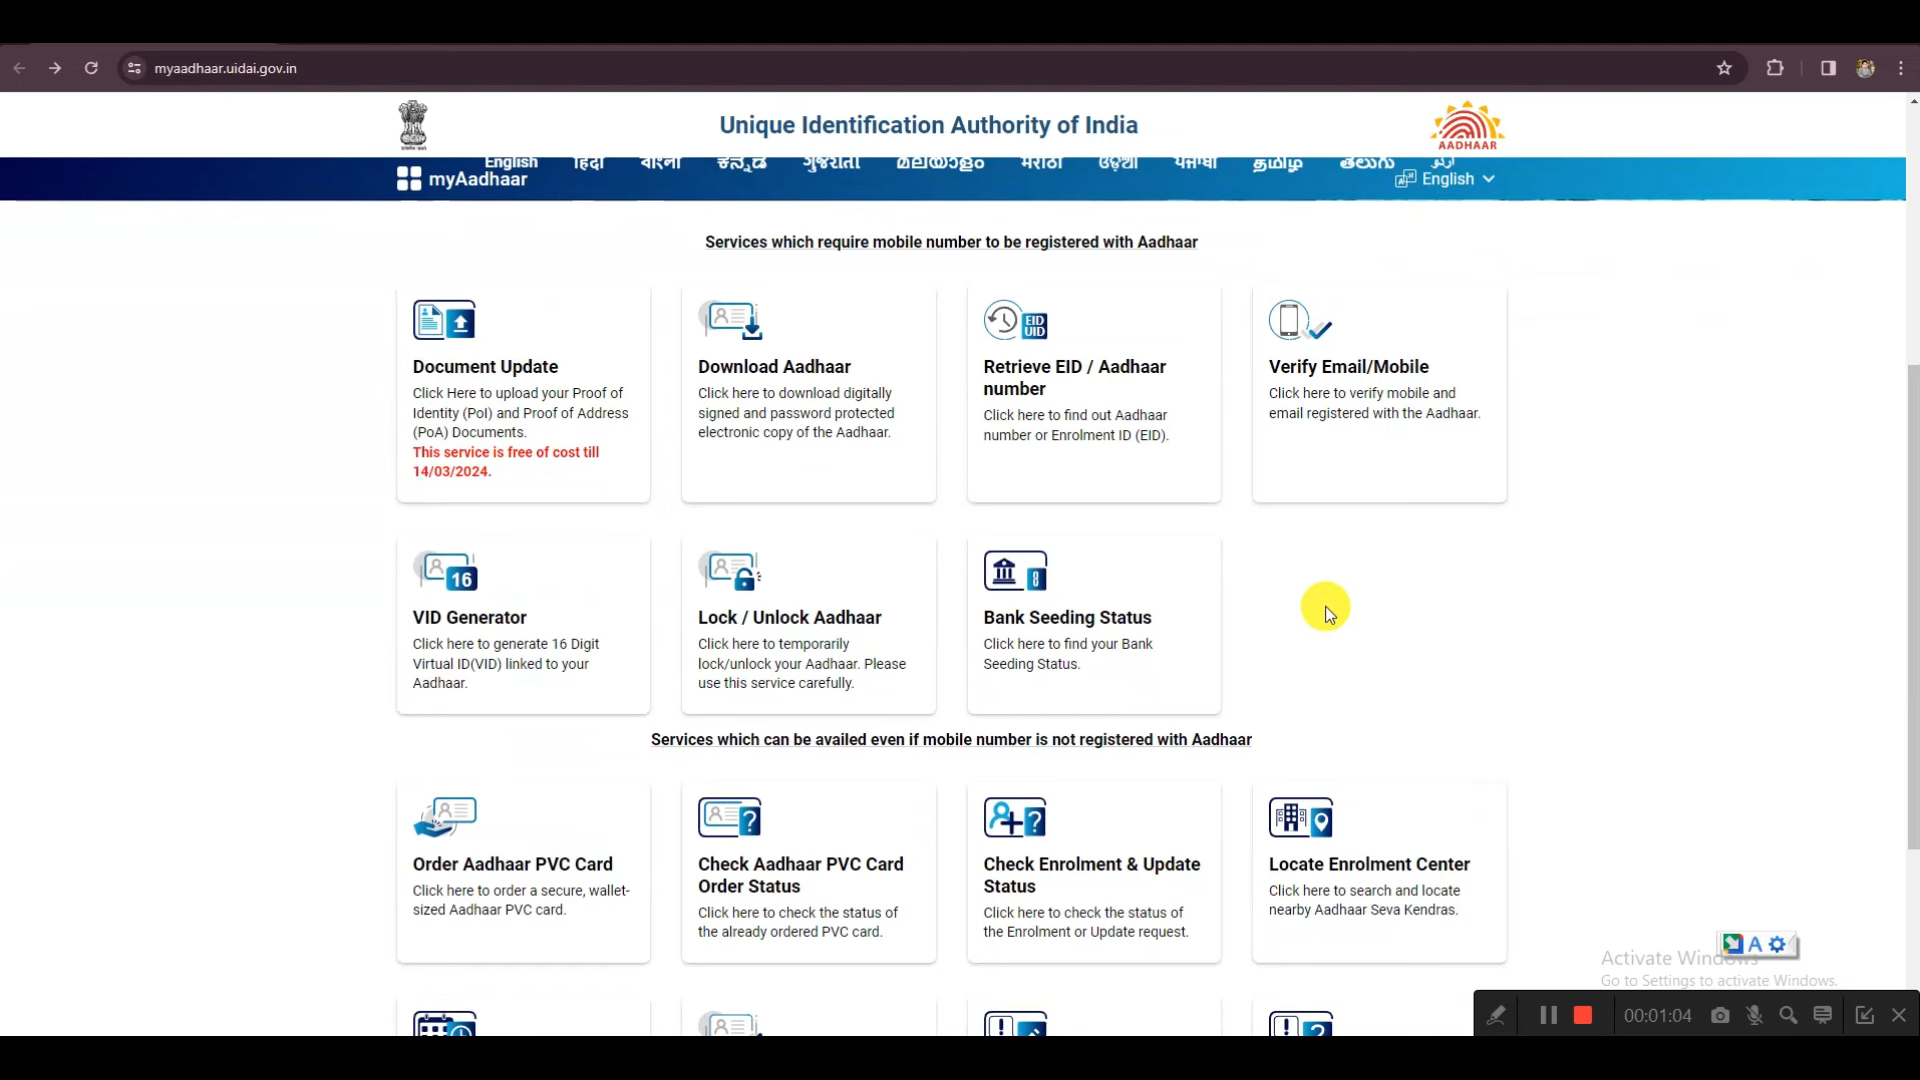 myaadhaar.uidai.gov.in
Unique Identification Authority of India
AADHAAR
English हिंदी বাংলা ಕನ್ನಡ ગુજરાતી മലയാളം मराठी ଓଡ଼ିଆ ਪੰਜਾਬੀ தமிழ் తెలుగు اردو
myAadhaar
English
Services which require mobile number to be registered with Aadhaar
Document Update
Click Here to upload your Proof of
Identity (PoI) and Proof of Address
(PoA) Documents.
This service is free of cost till
14/03/2024.
Download Aadhaar
Click here to download digitally
signed and password protected
electronic copy of the Aadhaar.
EID
UID
Retrieve EID / Aadhaar
number
Click here to find out Aadhaar
number or Enrolment ID (EID).
Verify Email/Mobile
Click here to verify mobile and
email registered with the Aadhaar.
16
VID Generator
Click here to generate 16 Digit
Virtual ID(VID) linked to your
Aadhaar.
Lock / Unlock Aadhaar
Click here to temporarily
lock/unlock your Aadhaar. Please
use this service carefully.
Bank Seeding Status
Click here to find your Bank
Seeding Status.
Services which can be availed even if mobile number is not registered with Aadhaar
Order Aadhaar PVC Card
Click here to order a secure, wallet-
sized Aadhaar PVC card.
?
Check Aadhaar PVC Card
Order Status
Click here to check the status of
the already ordered PVC card.
?
Check Enrolment & Update
Status
Click here to check the status of
the Enrolment or Update request.
Locate Enrolment Center
Click here to search and locate
nearby Aadhaar Seva Kendras.
A
Activate Windows
Go to Settings to activate Windows.
00:01:04